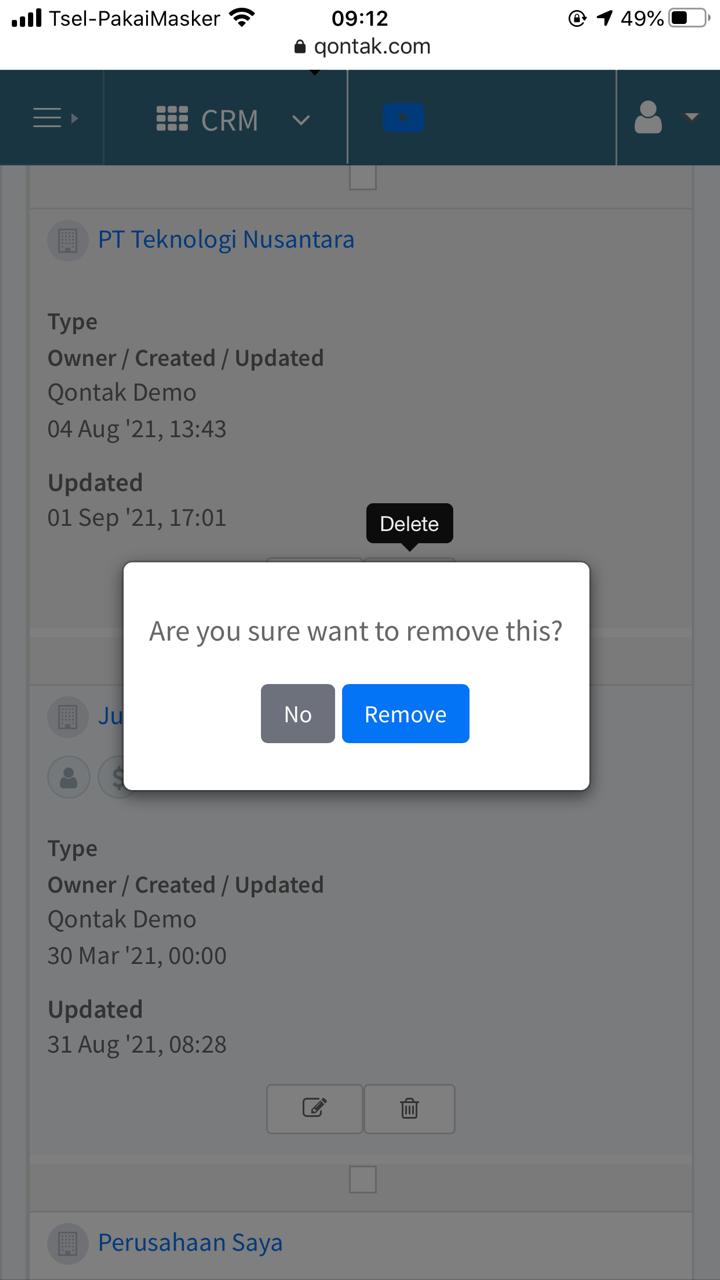 Tsel-PakaiMasker 09:12 49%
qontak.com
CRM
PT Teknologi Nusantara
Type
Owner / Created / Updated
Qontak Demo
04 Aug '21, 13:43
Updated
01 Sep '21, 17:01
Delete
Are you sure want to remove this?
No Remove
Ju
$
Type
Owner / Created / Updated
Qontak Demo
30 Mar '21, 00:00
Updated
31 Aug '21, 08:28
Perusahaan Saya